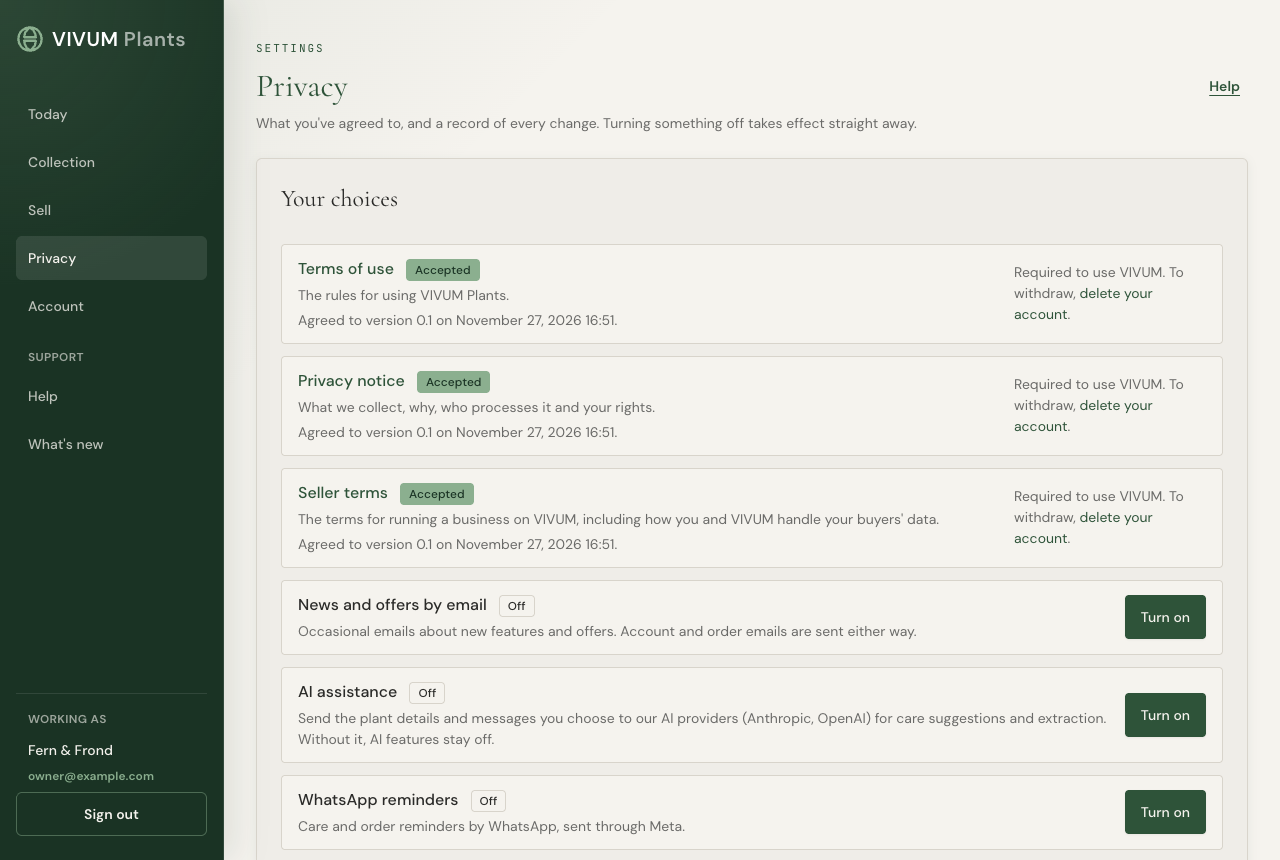 VIVUM Plants
Today
Collection
Sell
Privacy
Account
SUPPORT
Help
What's new
WORKING AS
Fern & Frond
owner@example.com
Sign out
SETTINGS
Privacy
Help
What you've agreed to, and a record of every change. Turning something off takes effect straight away.
Your choices
Terms of use Accepted
The rules for using VIVUM Plants.
Agreed to version 0.1 on November 27, 2026 16:51.
Required to use VIVUM. To
withdraw, delete your
account.
Privacy notice Accepted
What we collect, why, who processes it and your rights.
Agreed to version 0.1 on November 27, 2026 16:51.
Required to use VIVUM. To
withdraw, delete your
account.
Seller terms Accepted
The terms for running a business on VIVUM, including how you and VIVUM handle your buyers' data.
Agreed to version 0.1 on November 27, 2026 16:51.
Required to use VIVUM. To
withdraw, delete your
account.
News and offers by email Off
Occasional emails about new features and offers. Account and order emails are sent either way.
Turn on
AI assistance Off
Send the plant details and messages you choose to our AI providers (Anthropic, OpenAI) for care suggestions and extraction.
Without it, AI features stay off.
Turn on
WhatsApp reminders Off
Care and order reminders by WhatsApp, sent through Meta.
Turn on